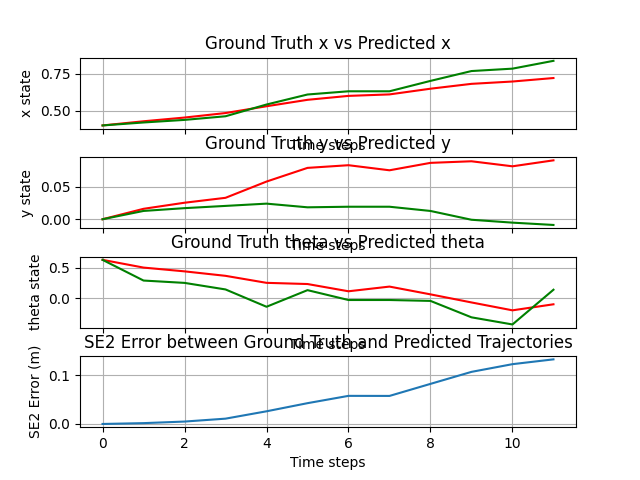 Ground Truth x vs Predicted x
0.75
0.50
x state
Time steps
Ground Truth y vs Predicted y
0.05
0.00
y state
Time steps
Ground Truth theta vs Predicted theta
0.5
0.0
theta state
Time steps
SE2 Error between Ground Truth and Predicted Trajectories
0.1
0.0
SE2 Error (m)
0 2 4 6 8 10
Time steps